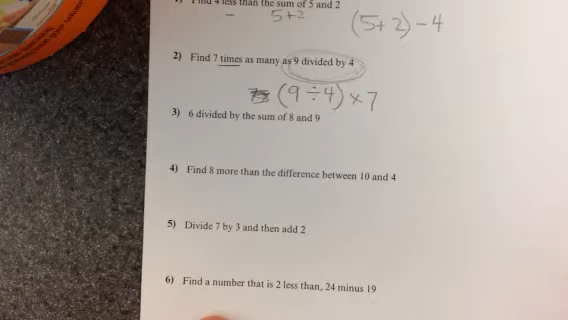 1) Find 4 less than the sum of 5 and 2
5+2 (5+2)-4
2) Find 7 times as many as 9 divided by 4
(9÷4)×7
3) 6 divided by the sum of 8 and 9
4) Find 8 more than the difference between 10 and 4
5) Divide 7 by 3 and then add 2
6) Find a number that is 2 less than, 24 minus 19